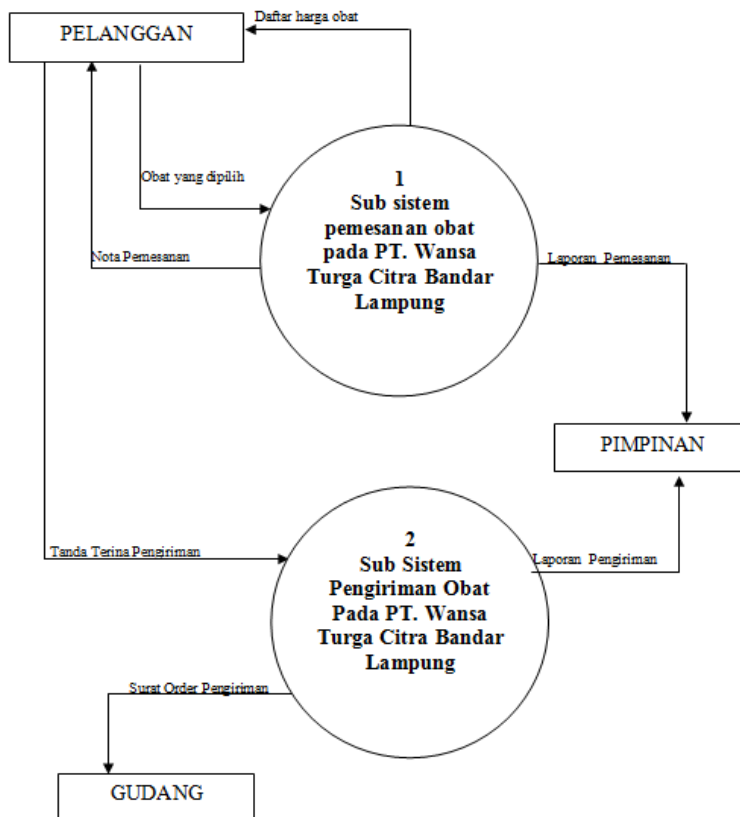 Daftar harga obat
PELANGGAN
Obat yang dipilih
Nota Pemesanan
1
Sub sistem
pemesanan obat
pada PT. Wansa
Turga Citra Bandar
Lampung
Laporan Pemesanan
PIMPINAN
Tanda Terina Pengiriman
2
Sub Sistem
Pengiriman Obat
Pada PT. Wansa
Turga Citra Bandar
Lampung
Laporan Pengiriman
Surat Order Pengiriman
GUDANG